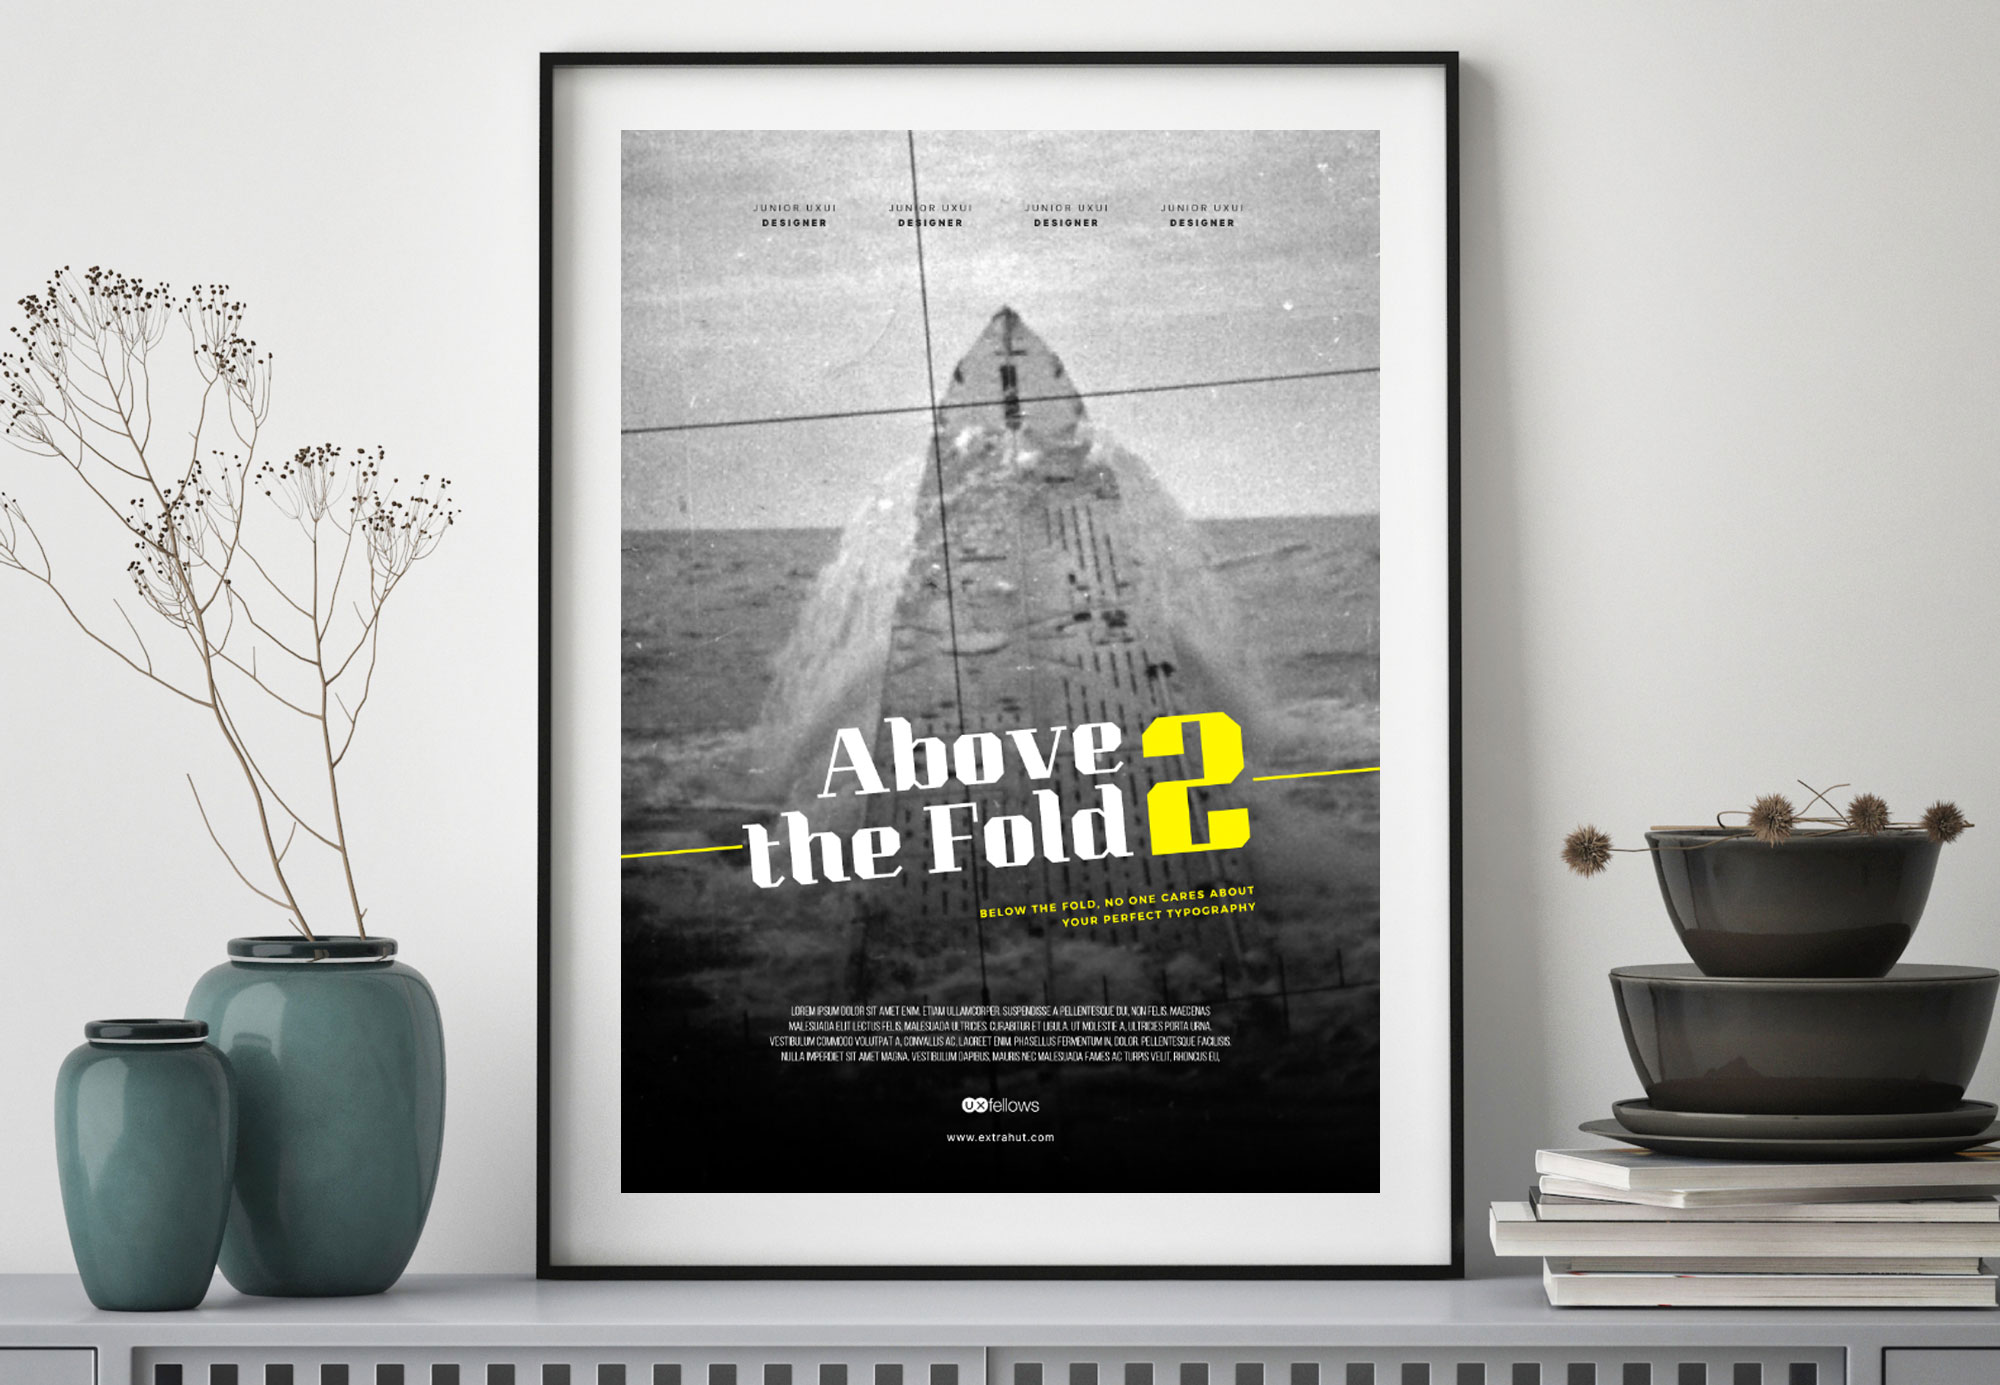 JUNIOR UXUI JUNIOR UXUI JUNIOR UXUI JUNIOR UXUI
DESIGNER DESIGNER DESIGNER DESIGNER
Above 2
the Fold
BELOW THE FOLD, NO ONE CARES ABOUT
YOUR PERFECT TYPOGRAPHY
LOREM IPSUM DOLOR SIT AMET ENIM. ETIAM ULLAMCORPER. SUSPENDISSE A PELLENTESQUE DUI, NON FELIS. MAECENAS
MALESUADA ELIT LECTUS FELIS, MALESUADA ULTRICIES. CURABITUR ET LIGULA. UT MOLESTIE A, ULTRICIES PORTA URNA.
VESTIBULUM COMMODO VOLUTPAT A, CONVALLIS AC, LAOREET ENIM. PHASELLUS FERMENTUM IN, DOLOR. PELLENTESQUE FACILISIS.
NULLA IMPERDIET SIT AMET MAGNA. VESTIBULUM DAPIBUS, MAURIS NEC MALESUADA FAMES AC TURPIS VELIT, RHONCUS EU,
uxfellows
www.extrahut.com